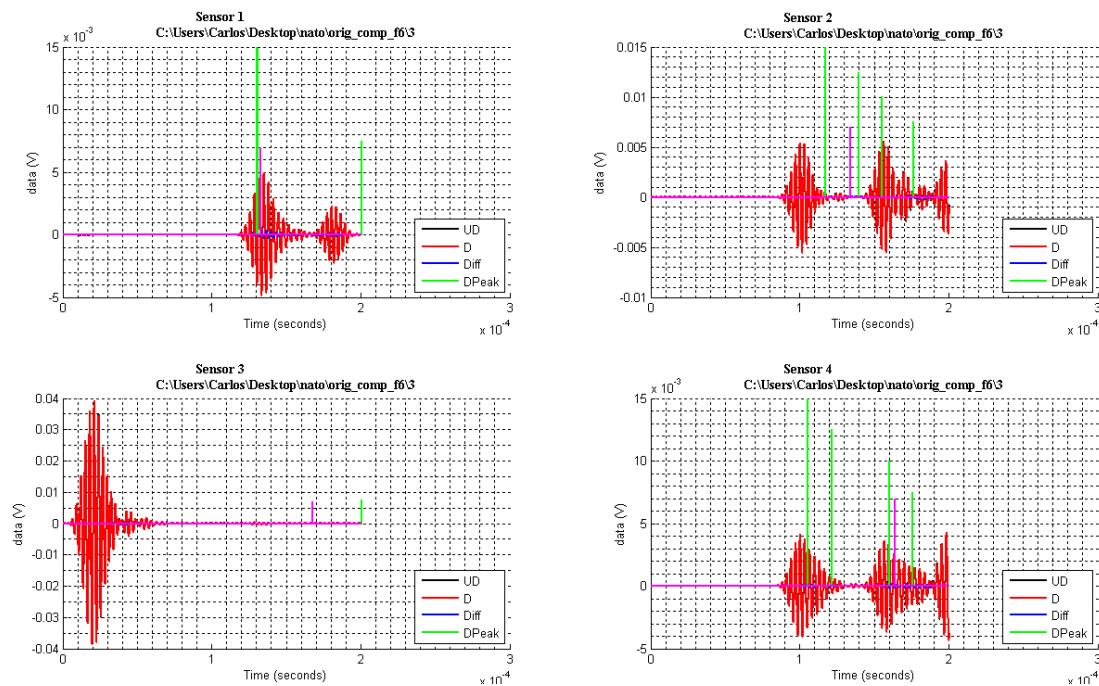 Sensor 1
C:\Users\Carlos\Desktop\nato\orig_comp_f6\3
x 10^-3
15
10
5
0
-5
data (V)
0
1
2
3
Time (seconds)
x 10^-4
UD
D
Diff
DPeak
Sensor 2
C:\Users\Carlos\Desktop\nato\orig_comp_f6\3
0.015
0.01
0.005
0
-0.005
-0.01
data (V)
0
1
2
3
Time (seconds)
x 10^-4
UD
D
Diff
DPeak
Sensor 3
C:\Users\Carlos\Desktop\nato\orig_comp_f6\3
0.04
0.03
0.02
0.01
0
-0.01
-0.02
-0.03
-0.04
data (V)
0
1
2
3
Time (seconds)
x 10^-4
UD
D
Diff
DPeak
Sensor 4
C:\Users\Carlos\Desktop\nato\orig_comp_f6\3
x 10^-3
15
10
5
0
-5
data (V)
0
1
2
3
Time (seconds)
x 10^-4
UD
D
Diff
DPeak